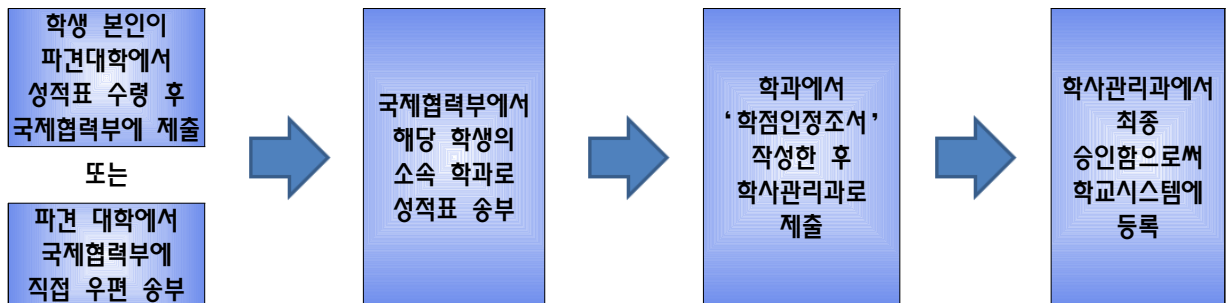 학생 본인이
파견대학에서
성적표 수령 후
국제협력부에 제출
또는
파견 대학에서
국제협력부에
직접 우편 송부
국제협력부에서
해당 학생의
소속 학과로
성적표 송부
학과에서
‘학점인정조서’
작성한 후
학사관리과로
제출
학사관리과에서
최종
승인함으로써
학교시스템에
등록